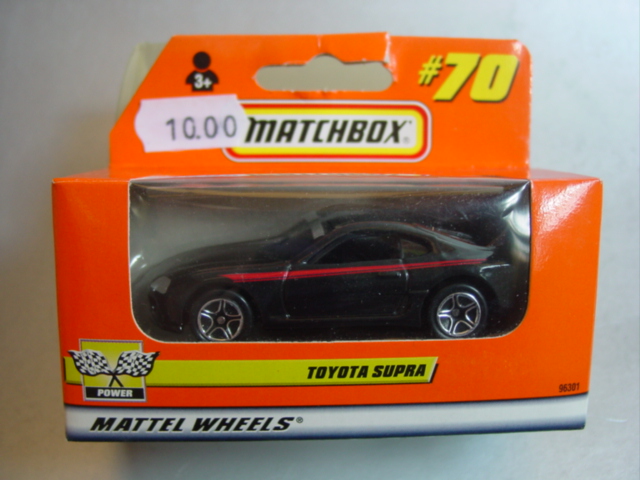 3+
#70
10.00
MATCHBOX®
TOYOTA SUPRA
POWER
96301
MATTEL WHEELS®